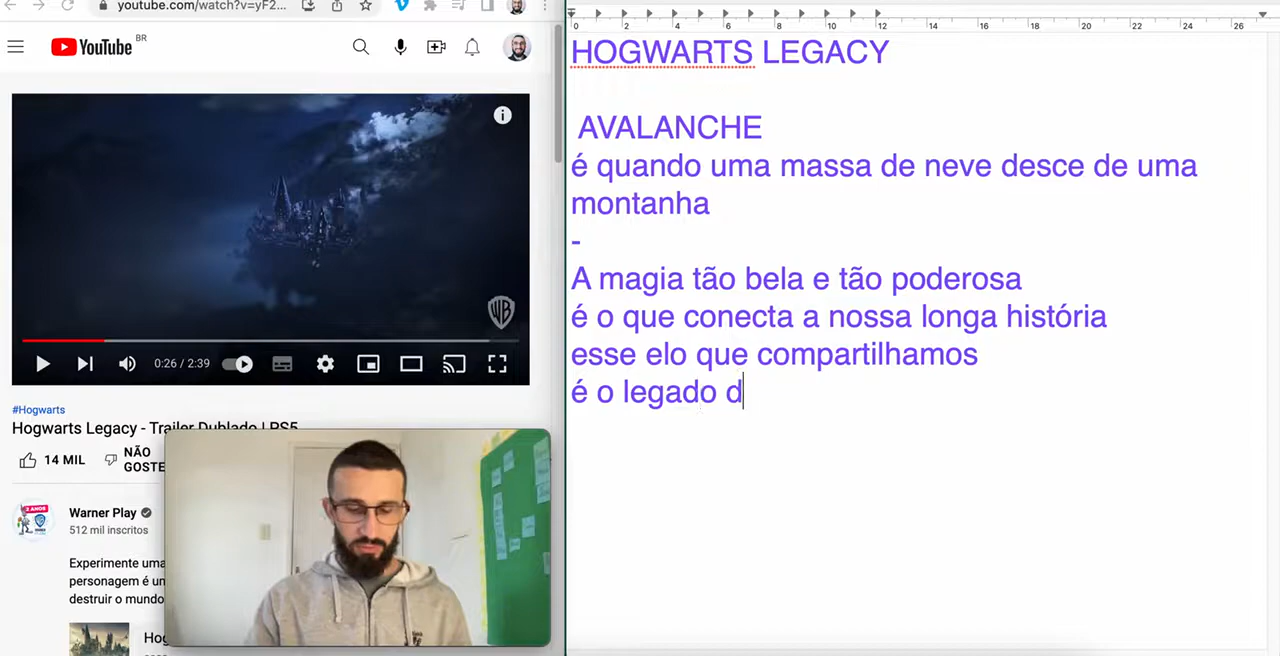 youtube.com/watch?v=yF2...
YouTube BR
WB
0:26 / 2:39
#Hogwarts
Hogwarts Legacy - Trailer Dublado | PS5
14 MIL
NÃO
GOSTE
2 ANOS
Warner Play
512 mil inscritos
Experimente uma
personagem é un
destruir o mundo
Hog
0 2 4 6 8 10 12 14 16 18 20 22 24 26
HOGWARTS LEGACY
AVALANCHE
é quando uma massa de neve desce de uma
montanha
-
A magia tão bela e tão poderosa
é o que conecta a nossa longa história
esse elo que compartilhamos
é o legado d